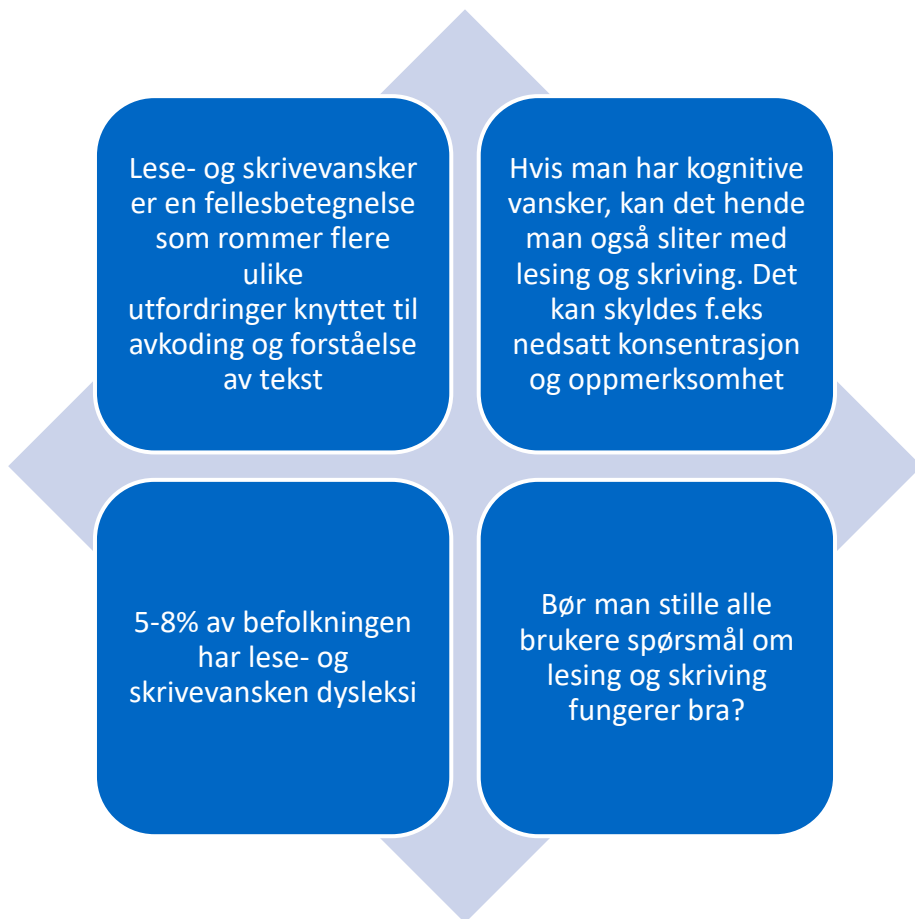 Lese- og skrivevansker
er en fellesbetegnelse
som rommer flere
ulike
utfordringer knyttet til
avkoding og forståelse
av tekst
Hvis man har kognitive
vansker, kan det hende
man også sliter med
lesing og skriving. Det
kan skyldes f.eks
nedsatt konsentrasjon
og oppmerksomhet
5-8% av befolkningen
har lese- og
skrivevansken dysleksi
Bør man stille alle
brukere spørsmål om
lesing og skriving
fungerer bra?